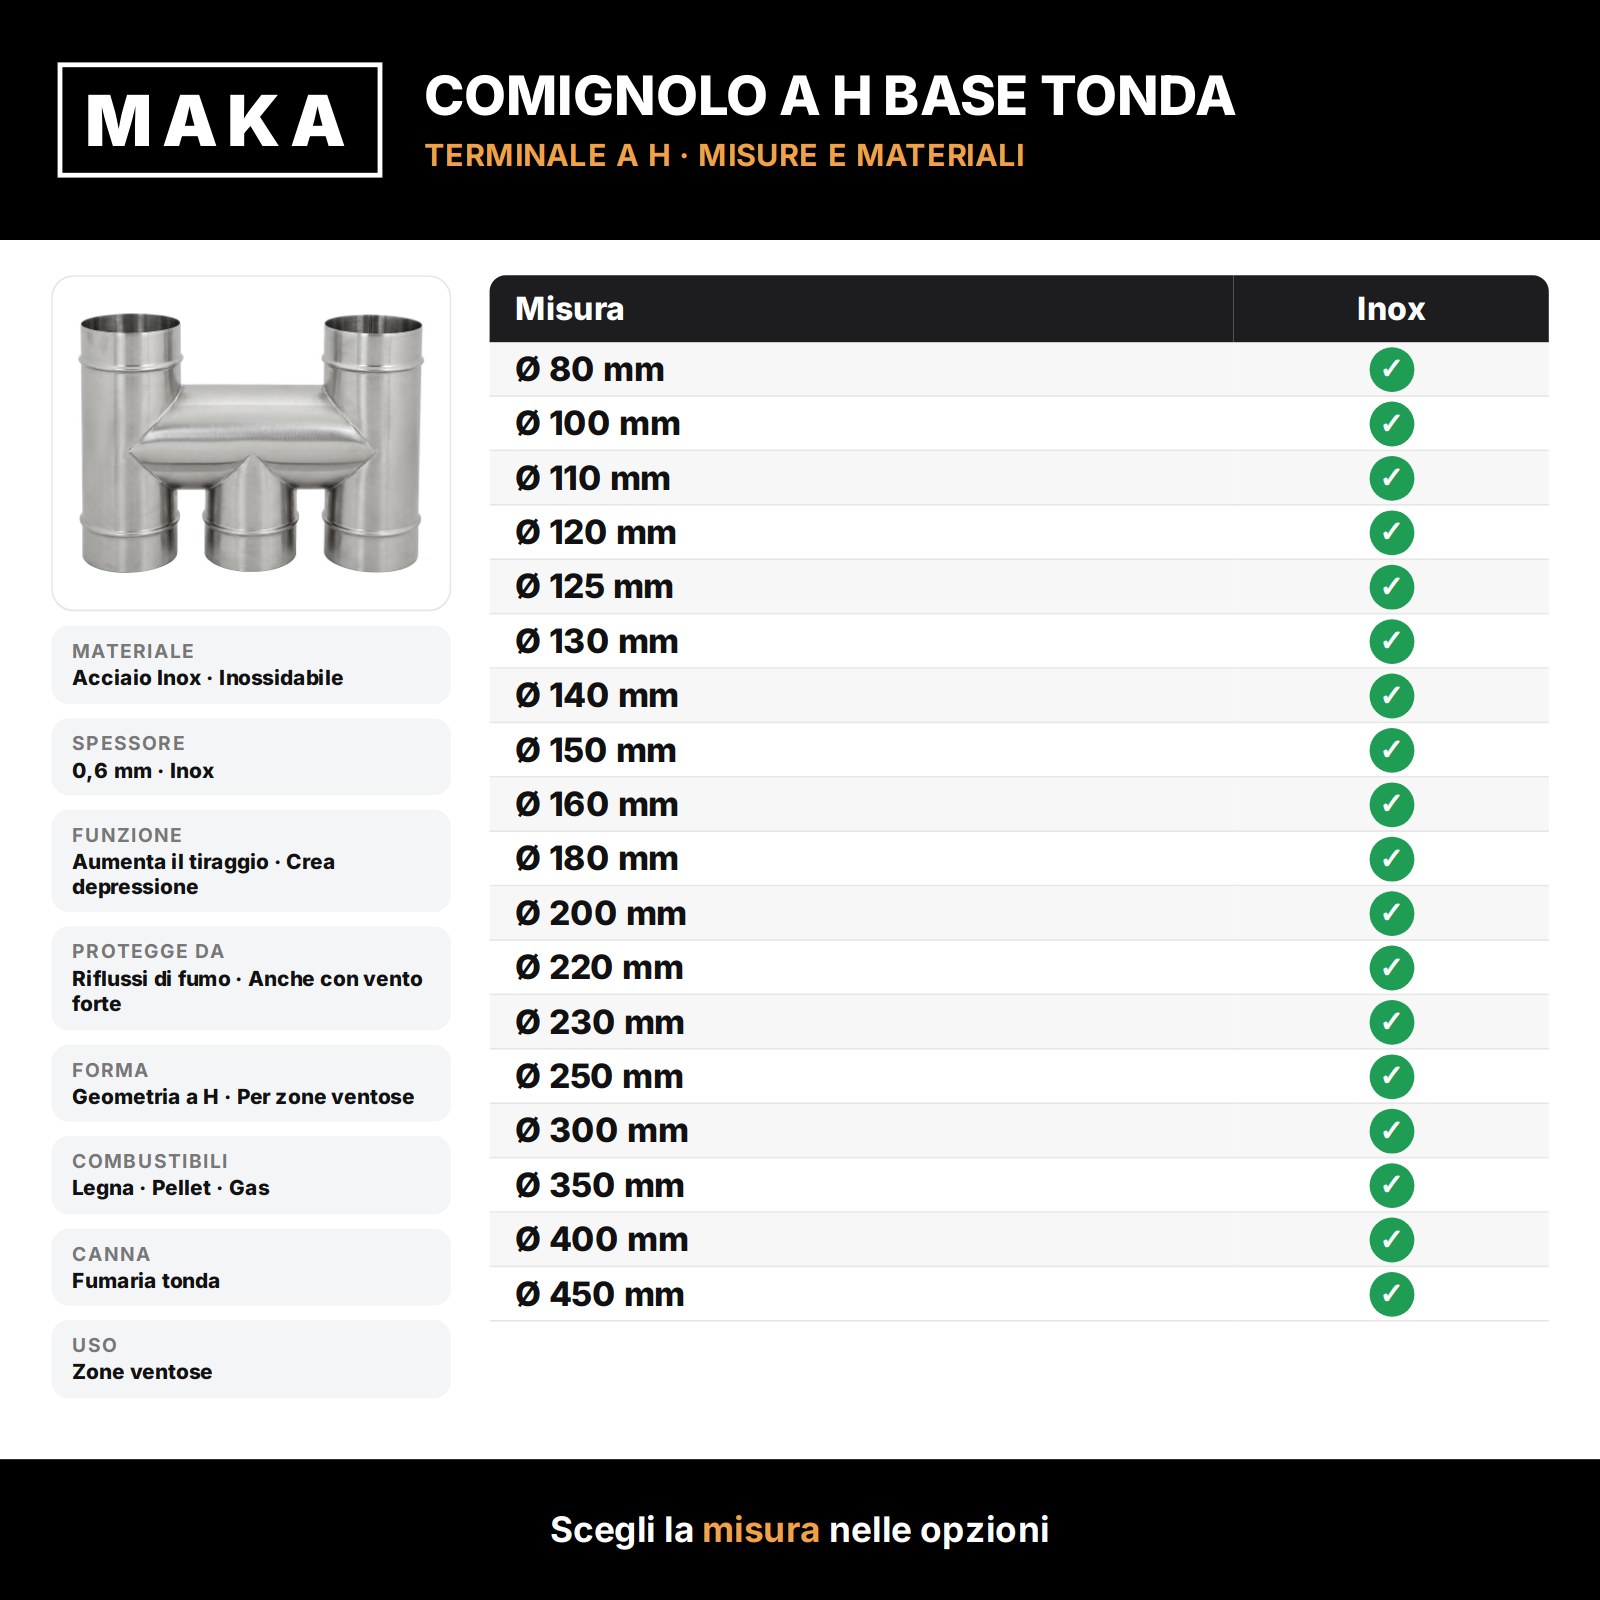 MAKA
COMIGNOLO A H BASE TONDA
TERMINALE A H · MISURE E MATERIALI
MATERIALE
Acciaio Inox · Inossidabile
SPESSORE
0,6 mm · Inox
FUNZIONE
Aumenta il tiraggio · Crea
depressione
PROTEGGE DA
Riflussi di fumo · Anche con vento
forte
FORMA
Geometria a H · Per zone ventose
COMBUSTIBILI
Legna · Pellet · Gas
CANNA
Fumaria tonda
USO
Zone ventose
Misura Inox
Ø 80 mm ✓
Ø 100 mm ✓
Ø 110 mm ✓
Ø 120 mm ✓
Ø 125 mm ✓
Ø 130 mm ✓
Ø 140 mm ✓
Ø 150 mm ✓
Ø 160 mm ✓
Ø 180 mm ✓
Ø 200 mm ✓
Ø 220 mm ✓
Ø 230 mm ✓
Ø 250 mm ✓
Ø 300 mm ✓
Ø 350 mm ✓
Ø 400 mm ✓
Ø 450 mm ✓
Scegli la misura nelle opzioni